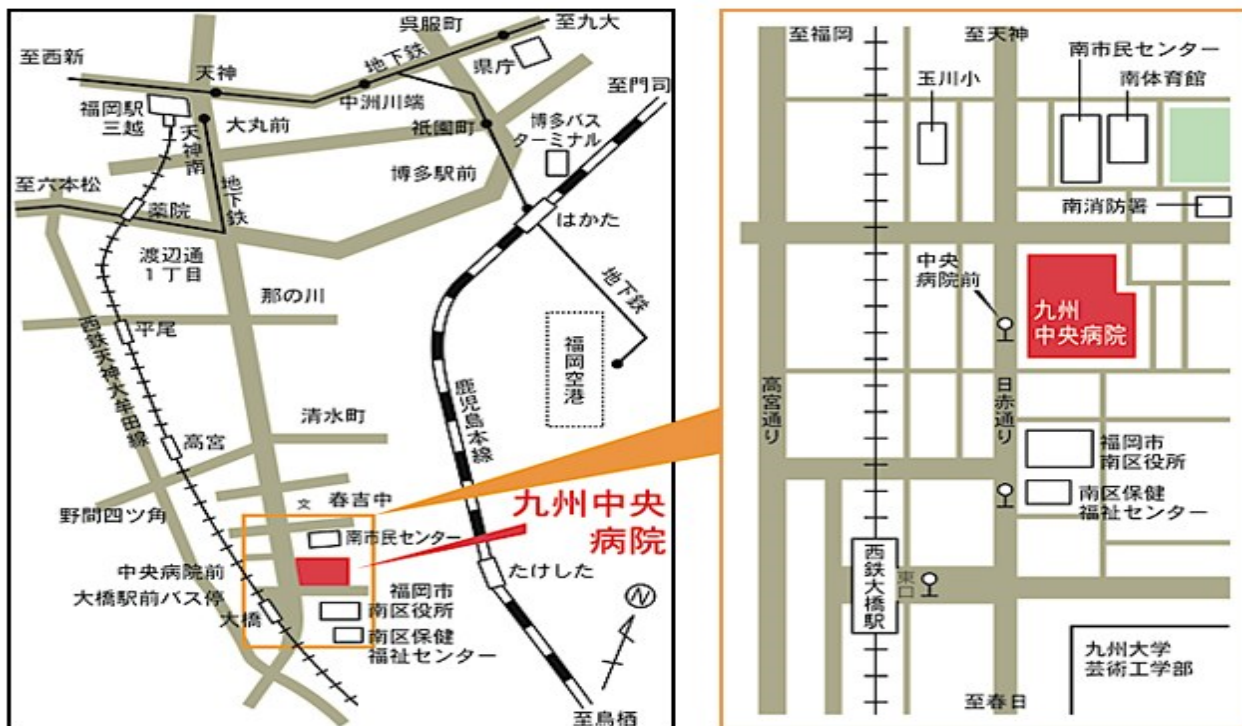 呉服町
至九大
至西新
天神
地下鉄
県庁
福岡駅
三越
天神南
大丸前
中洲川端
至門司
祇園町
博多バス
ターミナル
至六本松
地下鉄
博多駅前
薬院
はかた
渡辺通
1丁目
地下鉄
那の川
平尾
福岡空港
西鉄天神大牟田線
鹿児島本線
清水町
高宮
文
春吉中
野間四ツ角
九州中央
病院
南市民センター
中央病院前
たけした
大橋駅前バス停
福岡市
南区役所
大橋
南区保健
福祉センター
N
至鳥栖
至福岡
至天神
南市民センター
玉川小
南体育館
南消防署
中央
病院前
九州
中央病院
高宮通り
日赤通り
福岡市
南区役所
南区保健
福祉センター
西鉄大橋駅
東口
九州大学
芸術工学部
至春日